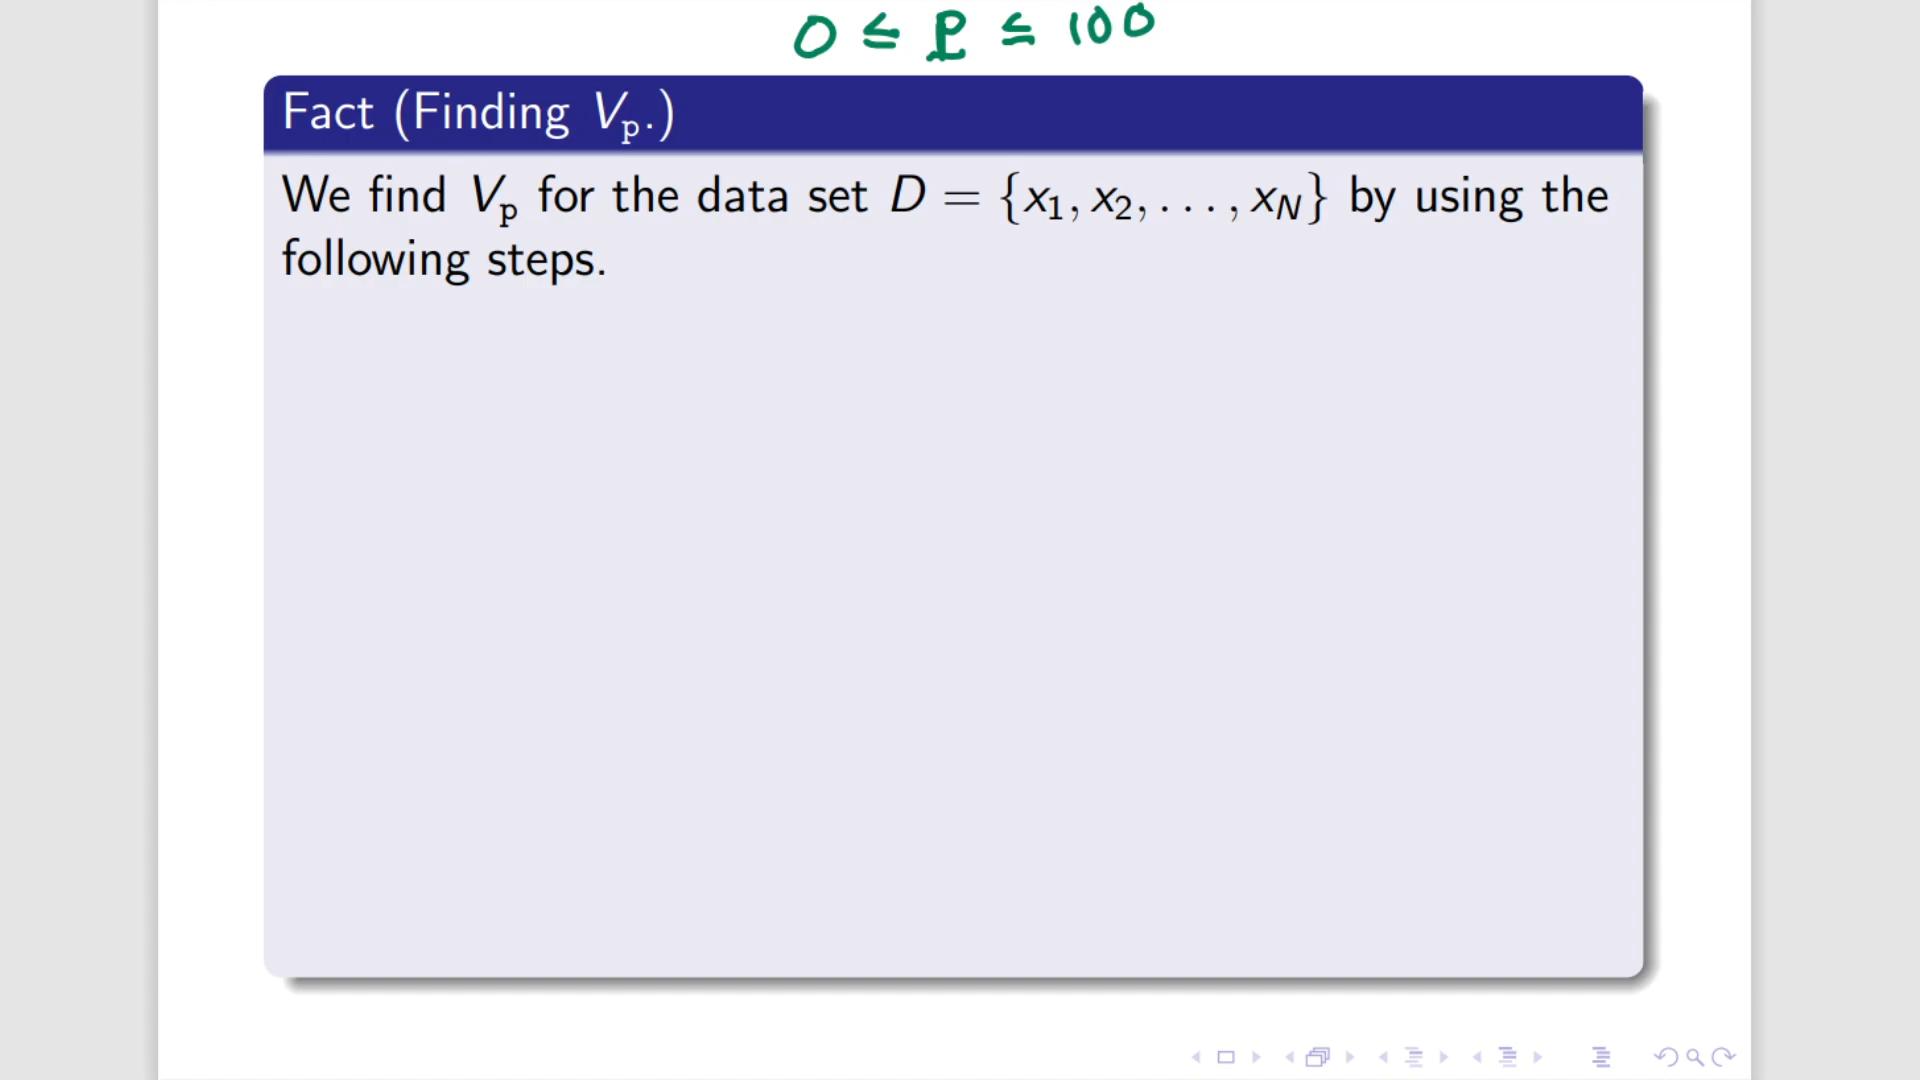 0 ≤ p ≤ 100
Fact (Finding Vₚ.)
We find Vₚ for the data set D = {x₁, x₂, . . . , x_N} by using the
following steps.